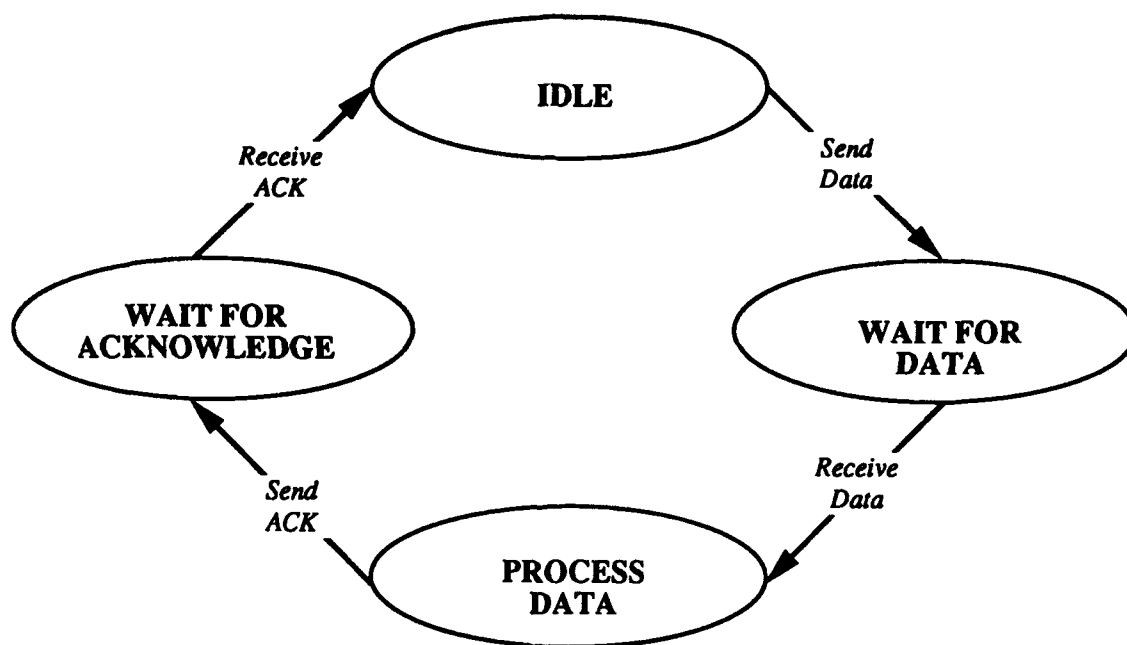 IDLE
Receive
ACK
Send
Data
WAIT FOR
ACKNOWLEDGE
WAIT FOR
DATA
Send
ACK
Receive
Data
PROCESS
DATA